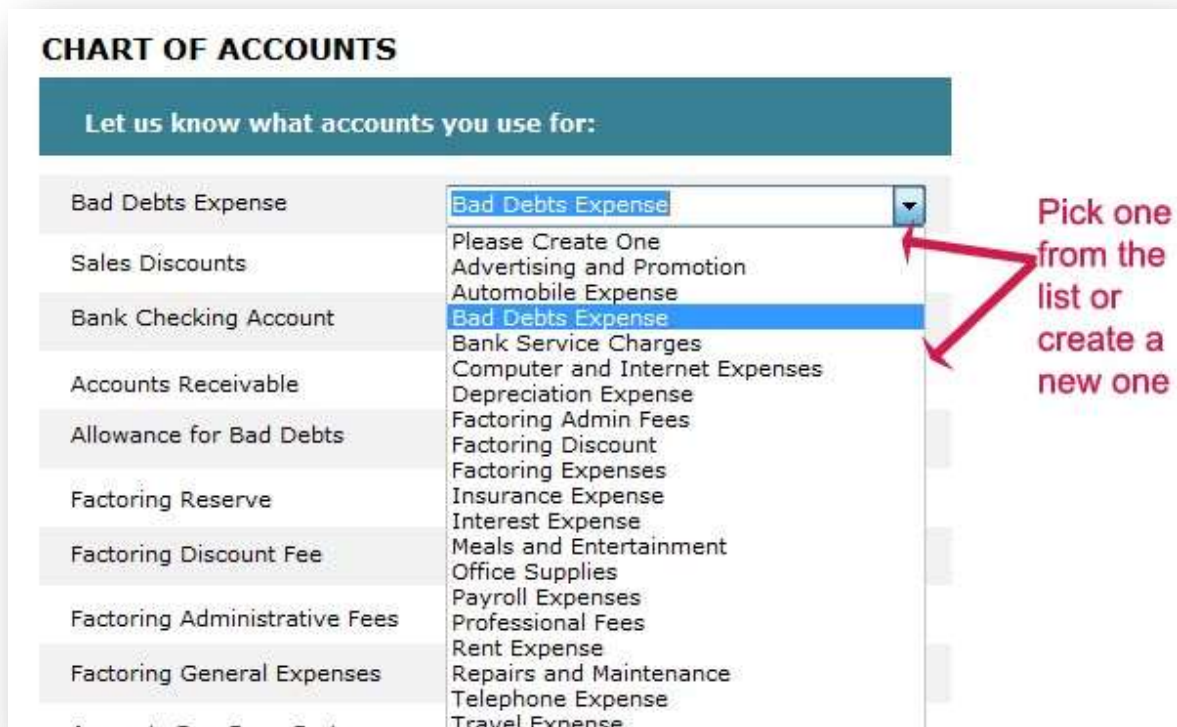 CHART OF ACCOUNTS
Let us know what accounts you use for:
Bad Debts Expense
Sales Discounts
Bank Checking Account
Accounts Receivable
Allowance for Bad Debts
Factoring Reserve
Factoring Discount Fee
Factoring Administrative Fees
Factoring General Expenses
Bad Debts Expense
Please Create One
Advertising and Promotion
Automobile Expense
Bad Debts Expense
Bank Service Charges
Computer and Internet Expenses
Depreciation Expense
Factoring Admin Fees
Factoring Discount
Factoring Expenses
Insurance Expense
Interest Expense
Meals and Entertainment
Office Supplies
Payroll Expenses
Professional Fees
Rent Expense
Repairs and Maintenance
Telephone Expense
Travel Expense
Pick one
from the
list or
create a
new one